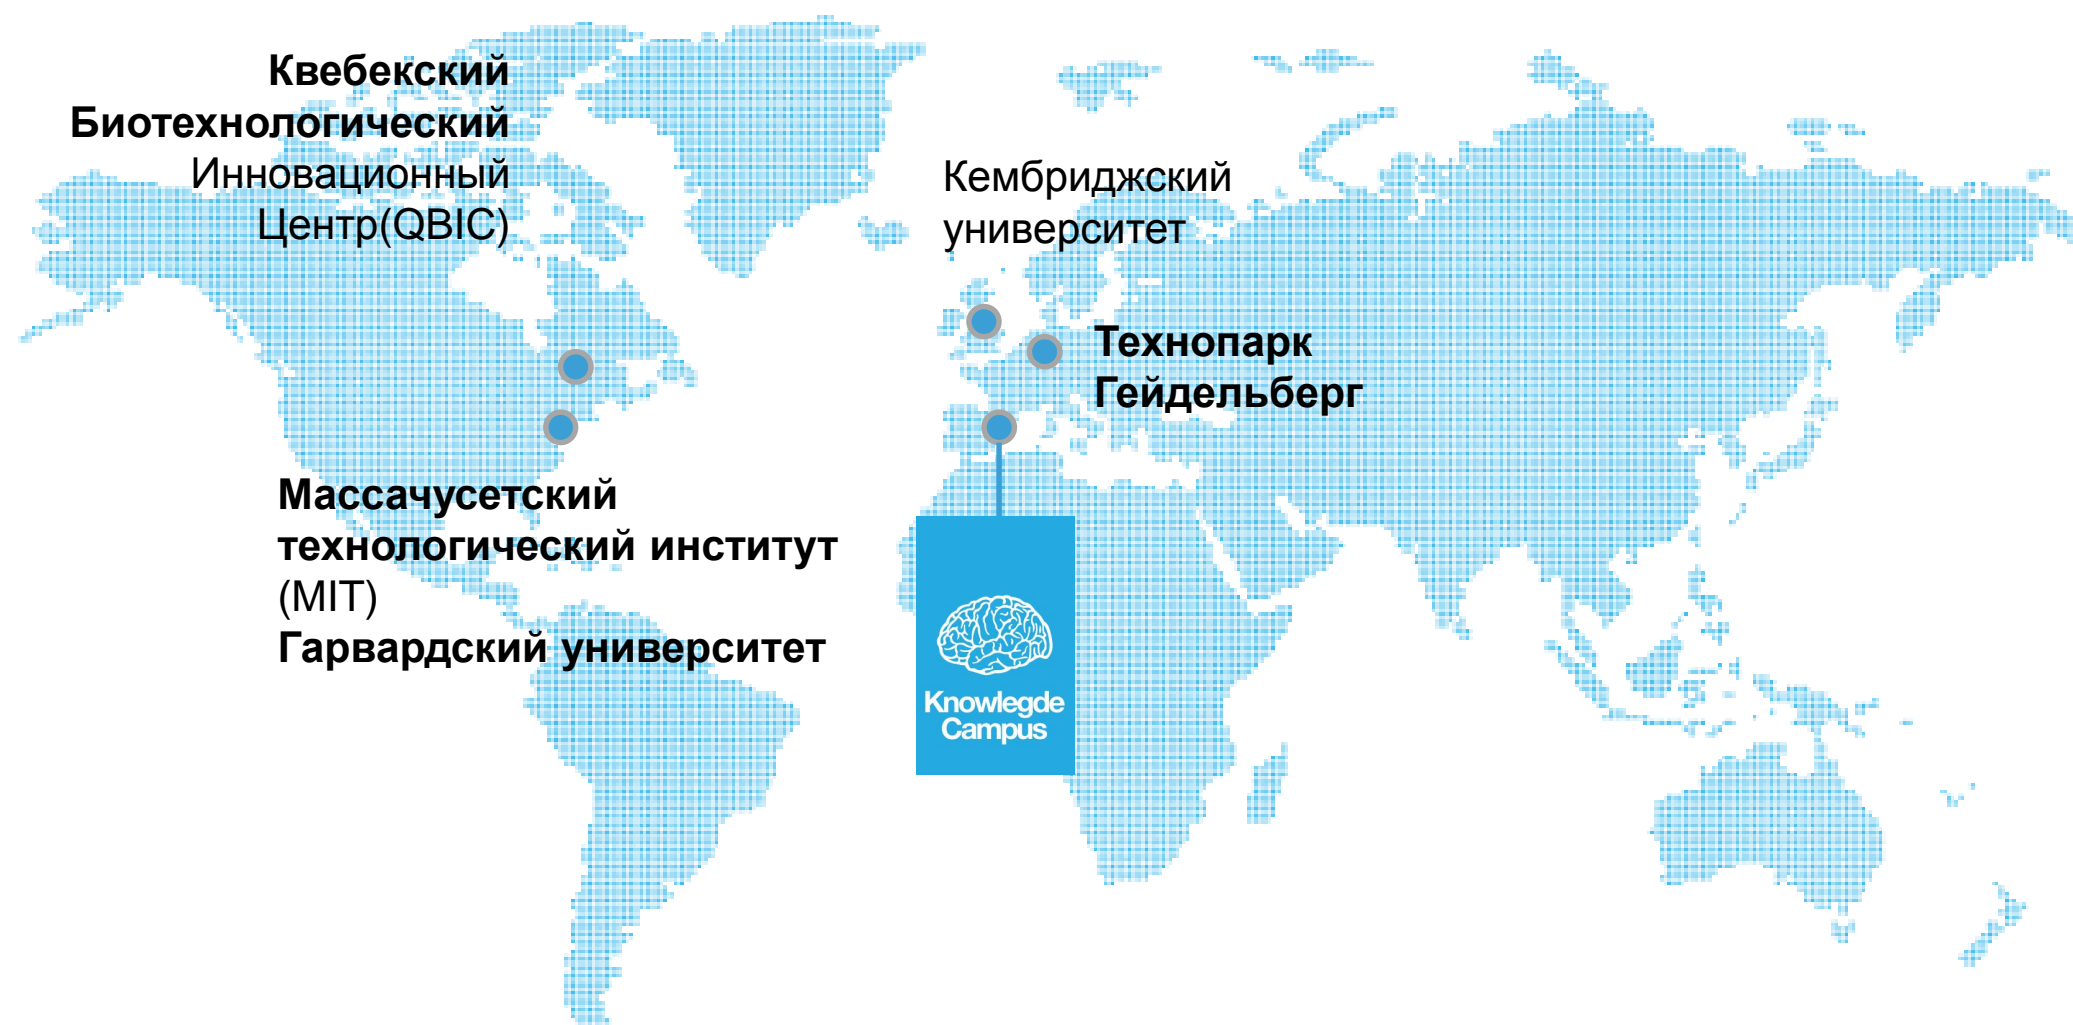 Квебекский
Биотехнологический
Инновационный
Центр(QBIC)
Кембриджский
университет
Технопарк
Гейдельберг
Массачусетский
технологический институт
(MIT)
Гарвардский университет
Knowlegde
Campus